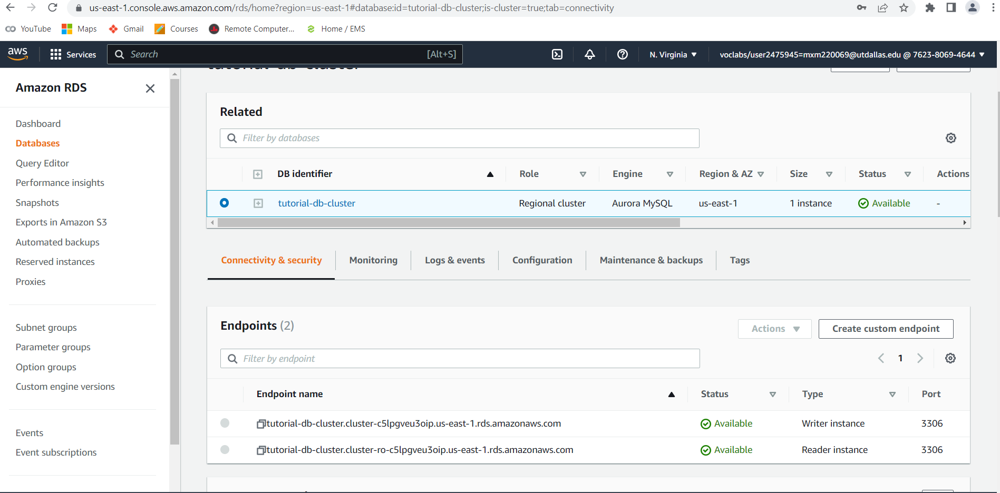 us-east-1.console.aws.amazon.com/rds/home?region=us-east-1#database:id=tutorial-db-cluster;is-cluster=true;tab=connectivity
YouTube Maps Gmail Courses Remote Computer... Home / EMS
aws Services Search [Alt+S] N. Virginia voclabs/user2475945=mxm220069@utdallas.edu @ 7623-8069-4644
tutorial-db-cluster
Amazon RDS
Dashboard
Databases
Query Editor
Performance insights
Snapshots
Exports in Amazon S3
Automated backups
Reserved instances
Proxies
Subnet groups
Parameter groups
Option groups
Custom engine versions
Events
Event subscriptions
Related
Filter by databases
DB identifier Role Engine Region & AZ Size Status Actions
tutorial-db-cluster Regional cluster Aurora MySQL us-east-1 1 instance Available -
Connectivity & security Monitoring Logs & events Configuration Maintenance & backups Tags
Endpoints (2) Actions Create custom endpoint
Filter by endpoint 1
Endpoint name Status Type Port
tutorial-db-cluster.cluster-c5lpgveu3oip.us-east-1.rds.amazonaws.com Available Writer instance 3306
tutorial-db-cluster.cluster-ro-c5lpgveu3oip.us-east-1.rds.amazonaws.com Available Reader instance 3306